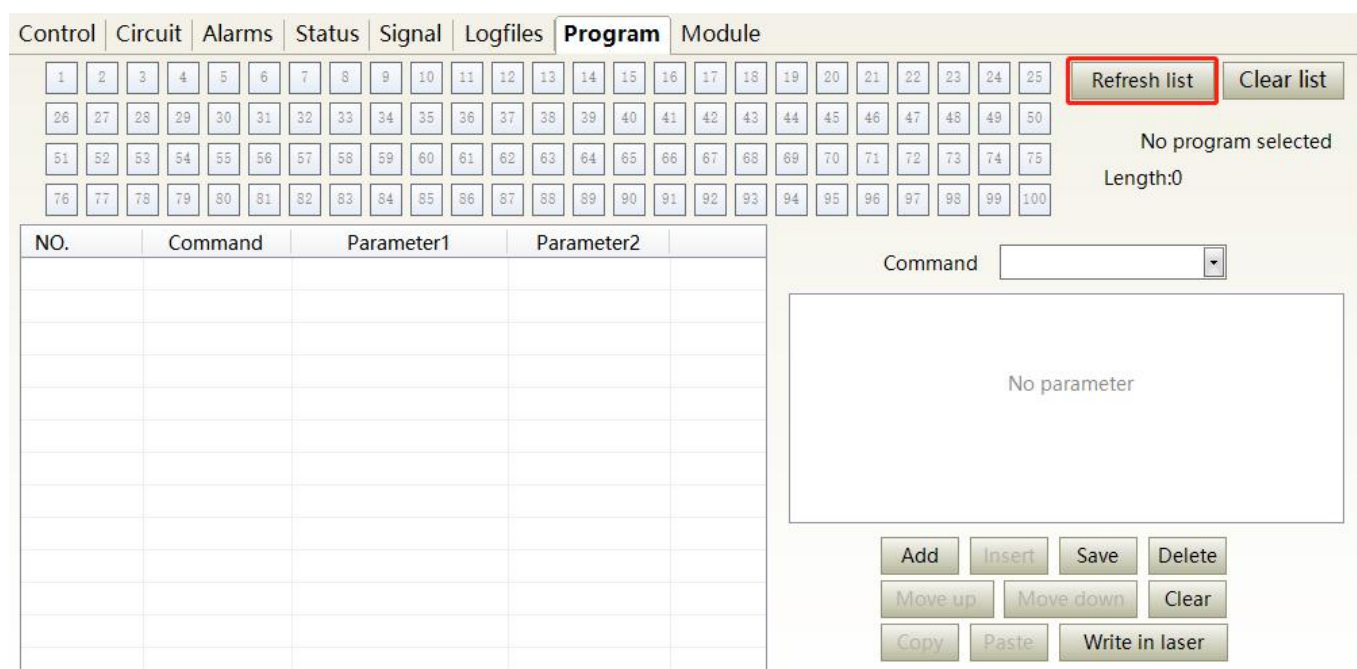 Control Circuit Alarms Status Signal Logfiles Program Module
1 2 3 4 5 6 7 8 9 10 11 12 13 14 15 16 17 18 19 20 21 22 23 24 25 Refresh list Clear list
26 27 28 29 30 31 32 33 34 35 36 37 38 39 40 41 42 43 44 45 46 47 48 49 50
No program selected
51 52 53 54 55 56 57 58 59 60 61 62 63 64 65 66 67 68 69 70 71 72 73 74 75
Length:0
76 77 78 79 80 81 82 83 84 85 86 87 88 89 90 91 92 93 94 95 96 97 98 99 100
NO. Command Parameter1 Parameter2
Command
No parameter
Add Insert Save Delete
Move up Move down Clear
Copy Paste Write in laser